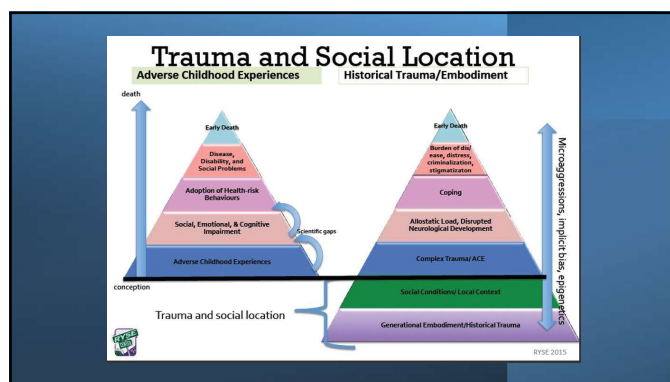 Trauma and Social Location
Adverse Childhood Experiences
Historical Trauma/Embodiment
death
Early Death
Disease,
Disability, and
Social Problems
Adoption of Health-risk
Behaviours
Social, Emotional, & Cognitive
Impairment
Scientific gaps
Adverse Childhood Experiences
conception
Early Death
Burden of dis/
ease, distress,
criminalization,
stigmatizaton
Coping
Allostatic Load, Disrupted
Neurological Development
Complex Trauma/ ACE
Social Conditions/ Local Context
Generational Embodiment/Historical Trauma
Microaggressions, implicit bias, epigenetics
Trauma and social location
RYSE
RYSE 2015